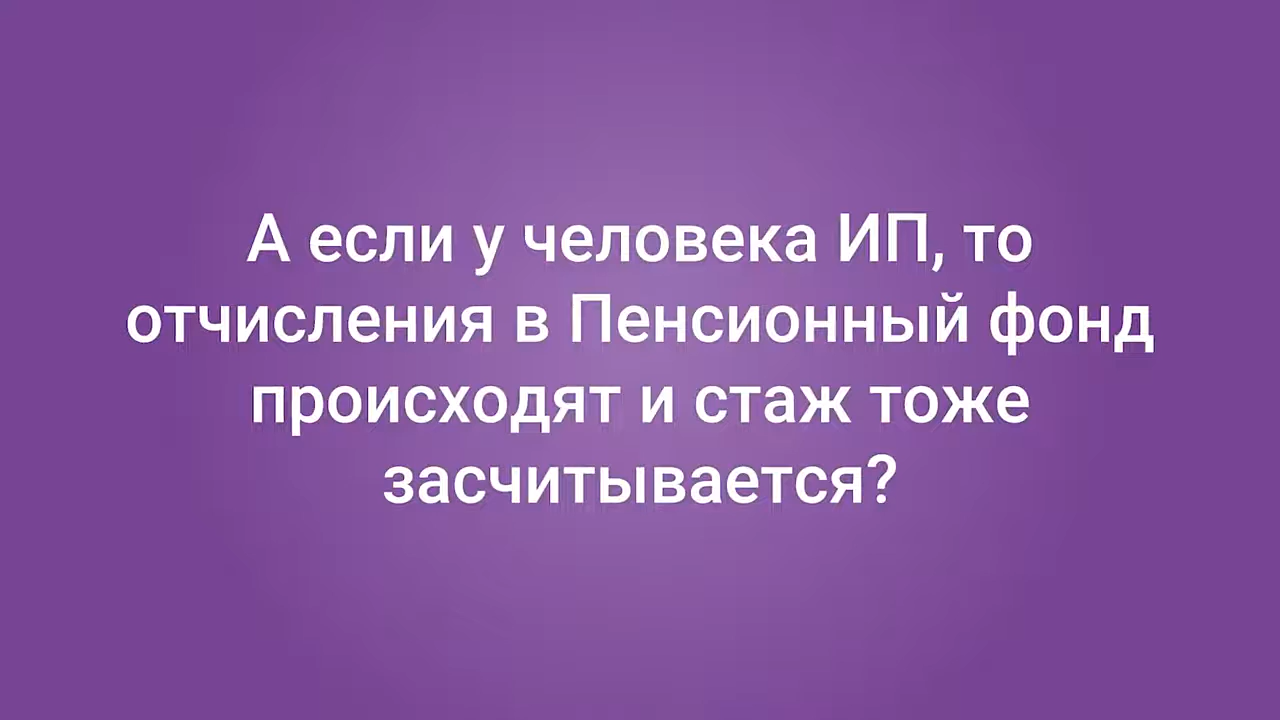 А если у человека ИП, то
отчисления в Пенсионный фонд
происходят и стаж тоже
засчитывается?